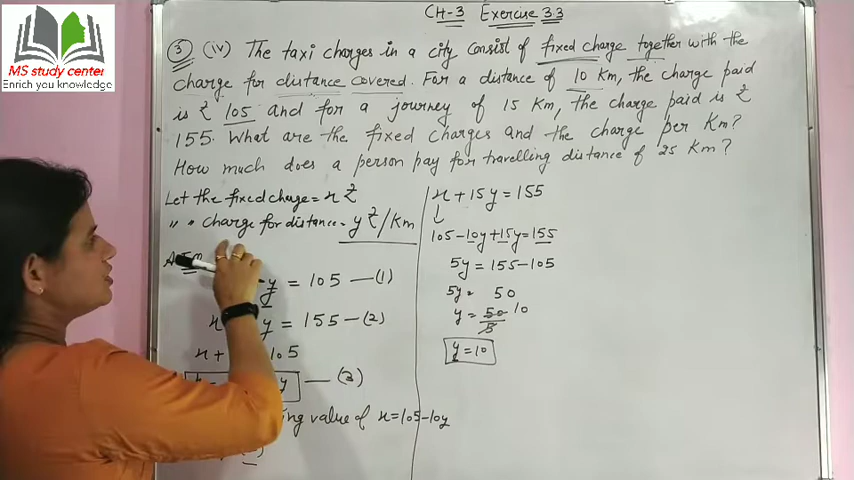 MS study center
Enrich you knowledge
CH-3 Exercise 3.3
③ (iv) The taxi charges in a city consist of fixed charge together with the
charge for distance covered. For a distance of 10 Km, the charge paid
is ₹ 105 and for a journey of 15 Km, the charge paid is ₹
155. What are the fixed charges and the charge per Km?
How much does a person pay for travelling distance of 25 Km?
Let the fixed charge = x ₹
" " charge for distance = y ₹/Km
y = 105 —(1)
x y = 155 —(2)
x + 105
y —(3)
value of x = 105 - 10y
x + 15y = 155
105 - 10y + 15y = 155
5y = 155 - 105
5y = 50
y = 50/5 10
y = 10